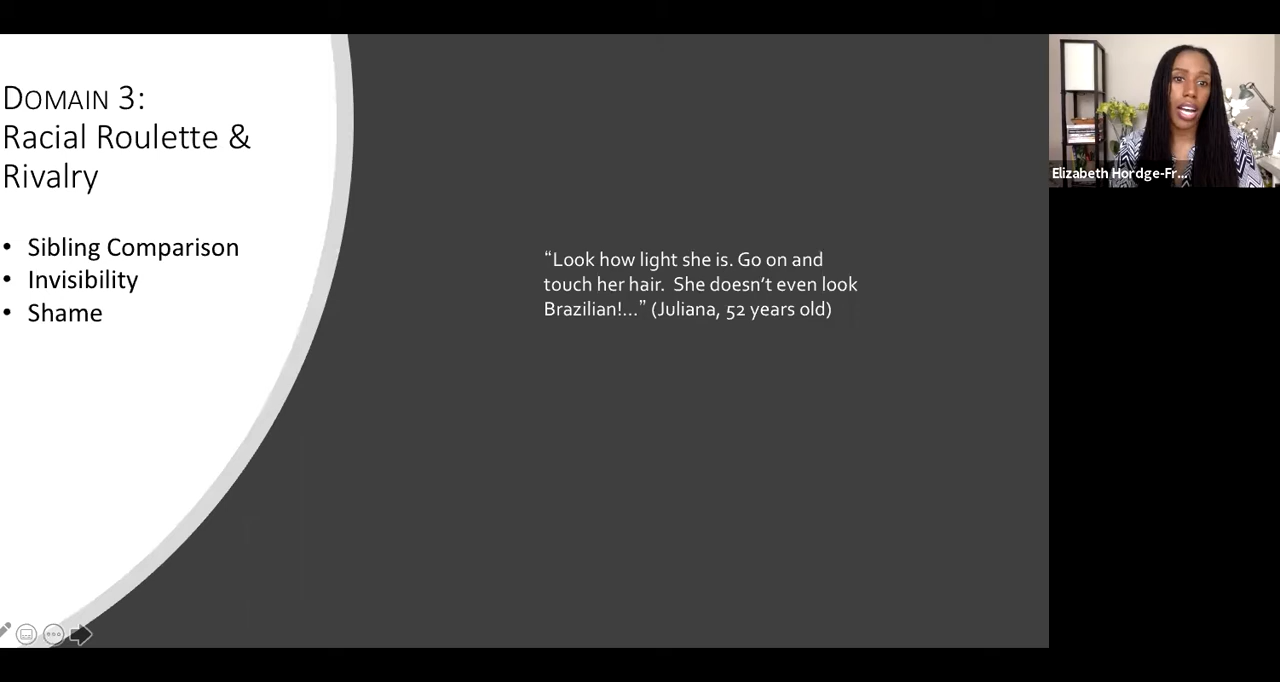 DOMAIN 3:
Racial Roulette &
Rivalry
• Sibling Comparison
• Invisibility
• Shame
“Look how light she is. Go on and
touch her hair.  She doesn’t even look
Brazilian!...” (Juliana, 52 years old)
Elizabeth Hordge-Fr...